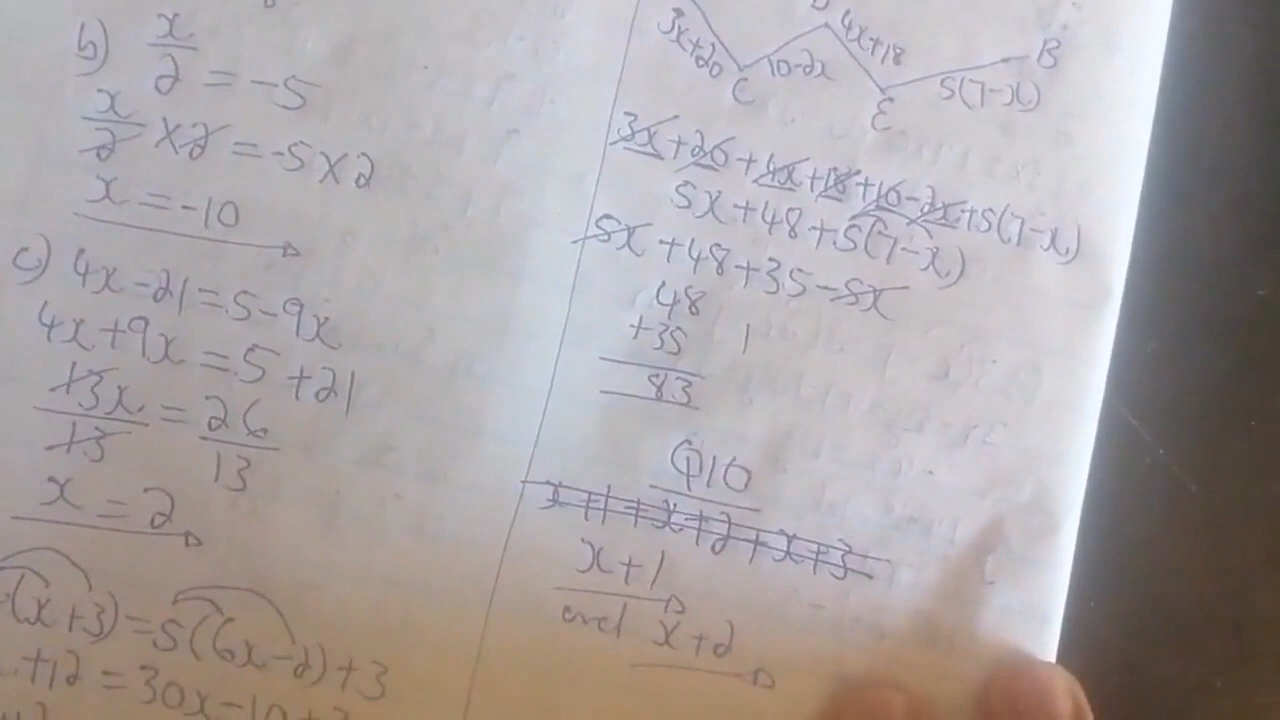 b) x/2 = -5
x/2 × 2 = -5 × 2
x = -10
c) 4x - 21 = 5 - 9x
4x + 9x = 5 + 21
13x/13 = 26/13
x = 2
(x + 3) = 5(6x - 2) + 3
+12 = 30x - 10 + 3
3x+20
C
10-2x
4x+18
E
5(7-x)
B
3x + 20 + 4x + 18 + 10 - 2x + 5(7-x)
5x + 48 + 5(7-x)
5x + 48 + 35 - 5x
48
+35 1
83
Q10
x+1+x+2+x+3
x+1
and x+2